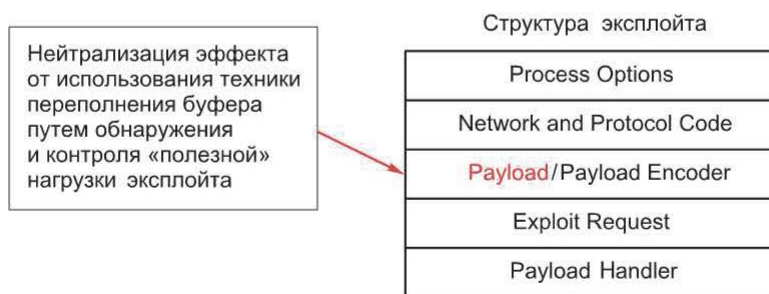 Нейтрализация эффекта
от использования техники
переполнения буфера
путем обнаружения
и контроля «полезной»
нагрузки эксплойта
Структура эксплойта
Process Options
Network and Protocol Code
Payload/Payload Encoder
Exploit Request
Payload Handler